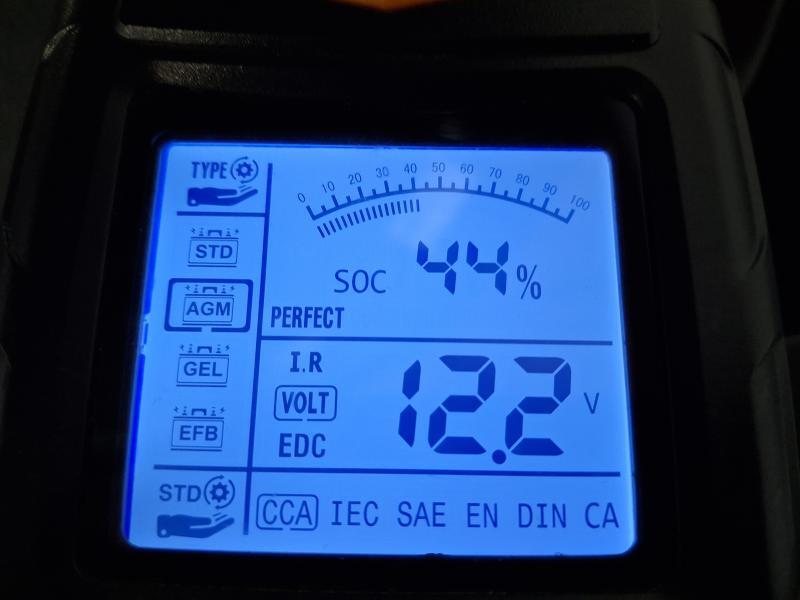 TYPE
0 10 20 30 40 50 60 70 80 90 100
STD
SOC 44%
AGM
PERFECT
GEL
I.R
VOLT 12.2 V
EFB
EDC
STD
CCA IEC SAE EN DIN CA